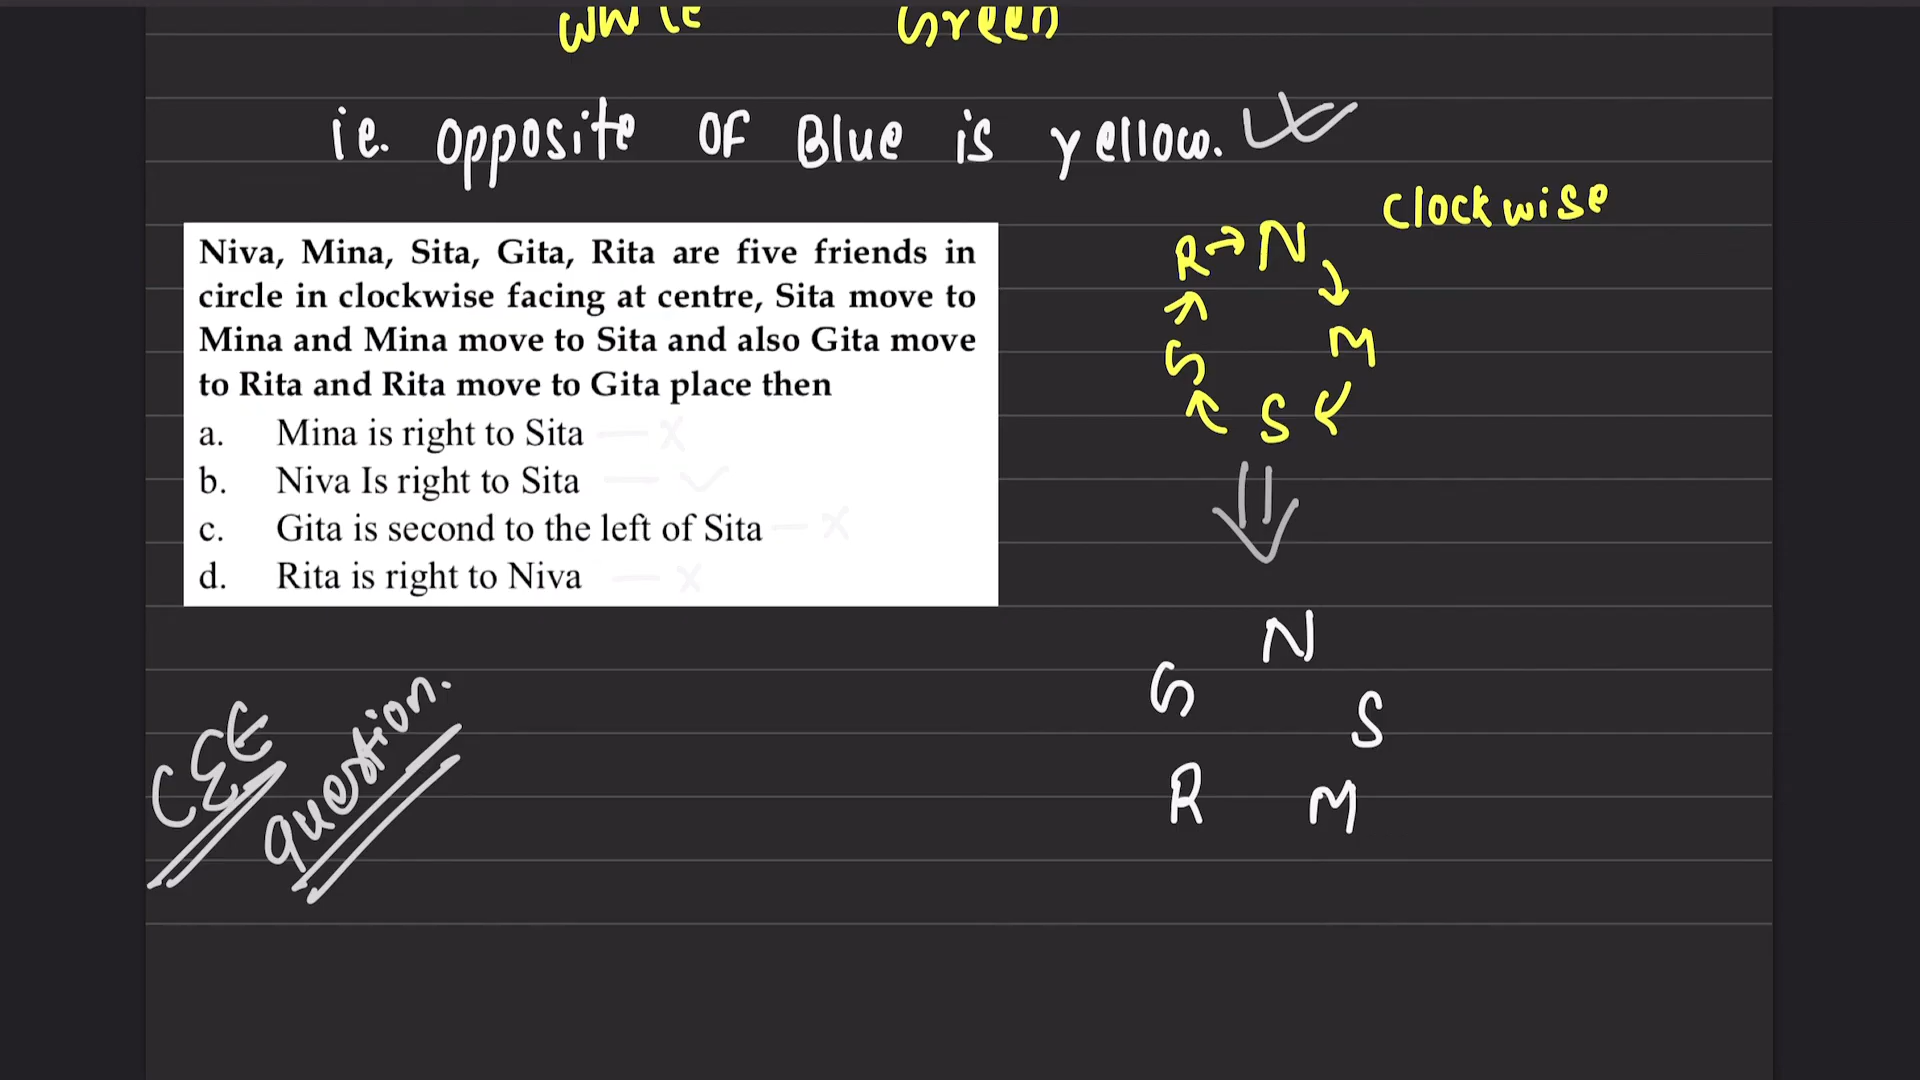 White Green
ie. opposite OF Blue is yellow.
Clockwise
R → N
M
G
S
Niva, Mina, Sita, Gita, Rita are five friends in
circle in clockwise facing at centre, Sita move to
Mina and Mina move to Sita and also Gita move
to Rita and Rita move to Gita place then
a. Mina is right to Sita — x
b. Niva Is right to Sita — ✓
c. Gita is second to the left of Sita — x
d. Rita is right to Niva — x
N
G
S
R M
CEE
question.